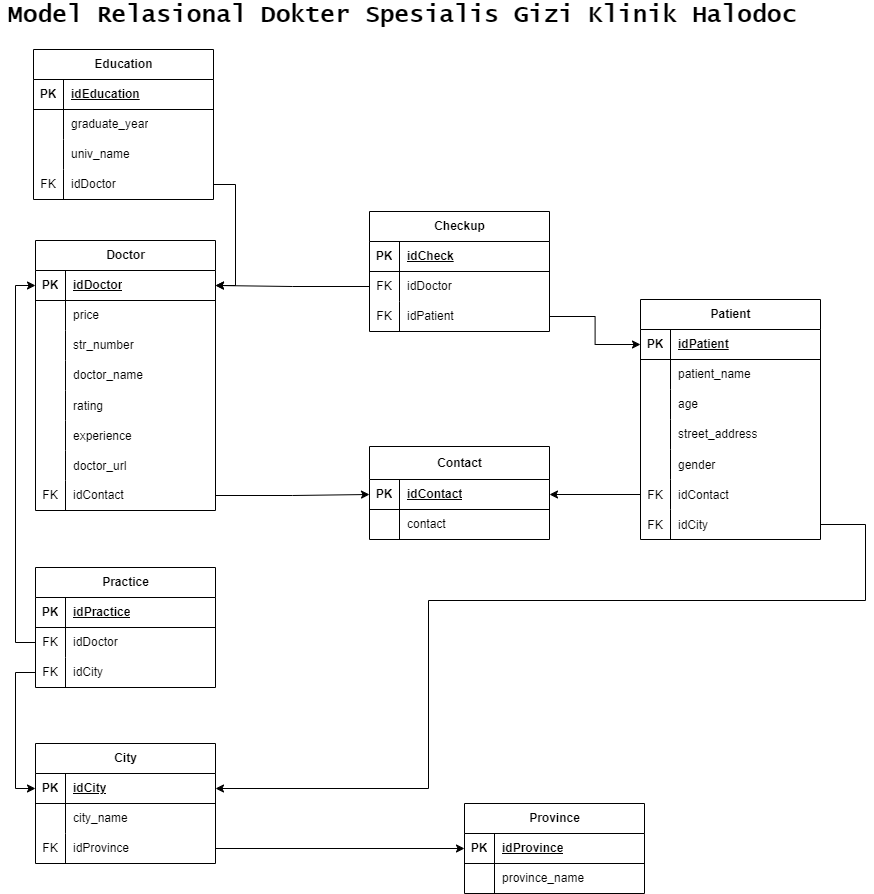 Model Relasional Dokter Spesialis Gizi Klinik Halodoc
Education
PK idEducation
graduate_year
univ_name
FK idDoctor
Doctor
PK idDoctor
price
str_number
doctor_name
rating
experience
doctor_url
FK idContact
Checkup
PK idCheck
FK idDoctor
FK idPatient
Patient
PK idPatient
patient_name
age
street_address
gender
FK idContact
FK idCity
Contact
PK idContact
contact
Practice
PK idPractice
FK idDoctor
FK idCity
City
PK idCity
city_name
FK idProvince
Province
PK idProvince
province_name